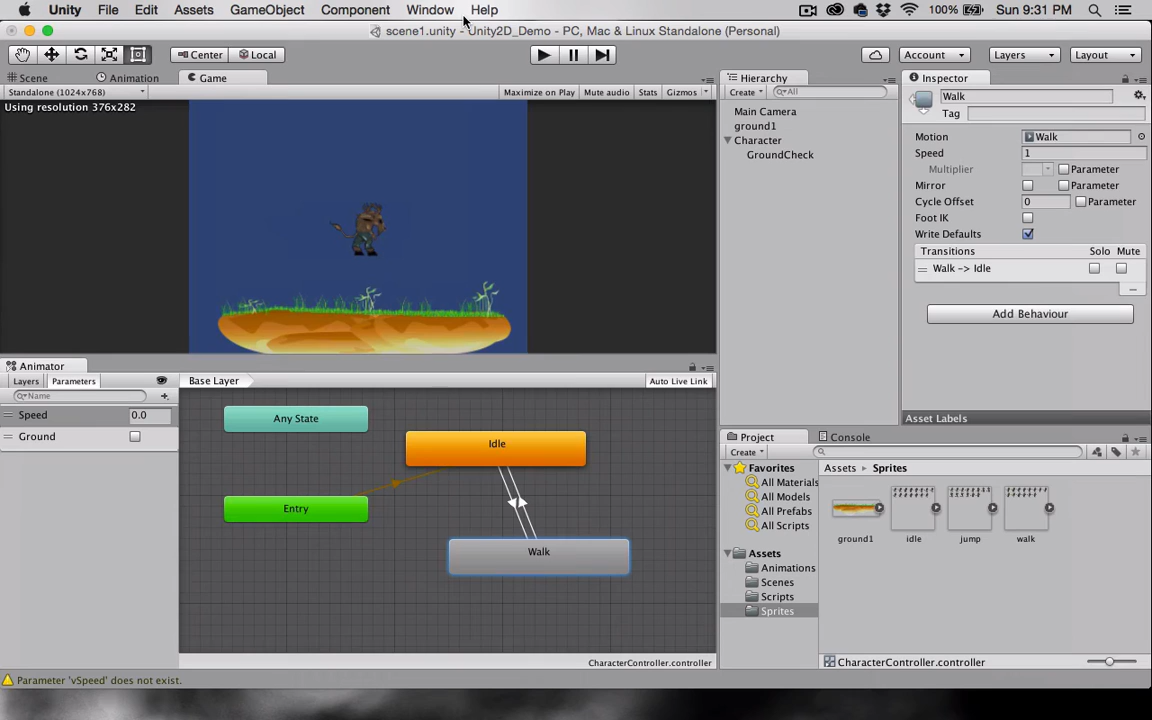 Unity File Edit Assets GameObject Component Window Help 100% Sun 9:31 PM
scene1.unity - Unity2D_Demo - PC, Mac & Linux Standalone (Personal)
Center Local Account Layers Layout
Scene Animation Game
Standalone (1024x768) Maximize on Play Mute audio Stats Gizmos
Using resolution 376x282
Hierarchy
Create All
Main Camera
ground1
Character
GroundCheck
Inspector
Walk
Tag
Motion Walk
Speed 1
Multiplier Parameter
Mirror Parameter
Cycle Offset 0 Parameter
Foot IK
Write Defaults
Transitions Solo Mute
Walk -> Idle
Add Behaviour
Asset Labels
Animator
Layers Parameters Base Layer Auto Live Link
Name
Speed 0.0
Ground
Any State
Idle
Entry
Walk
CharacterController.controller
Project Console
Create
Favorites
All Materials
All Models
All Prefabs
All Scripts
Assets
Animations
Scenes
Scripts
Sprites
Assets Sprites
ground1 idle jump walk
CharacterController.controller
Parameter 'vSpeed' does not exist.